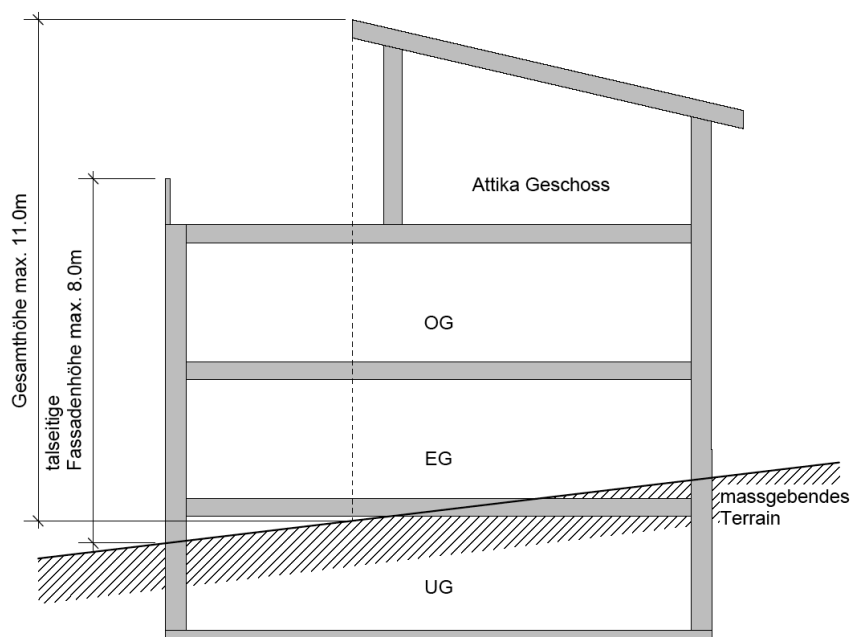 Gesamthöhe max. 11.0m
talseitige
Fassadenhöhe max. 8.0m
Attika Geschoss
OG
EG
massgebendes
Terrain
UG